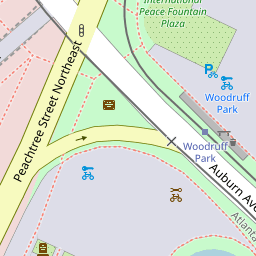 International
Peace Fountain
Plaza
Peachtree Street Northeast
Woodruff
Park
Woodruff
Park
Auburn Ave
Atlanta